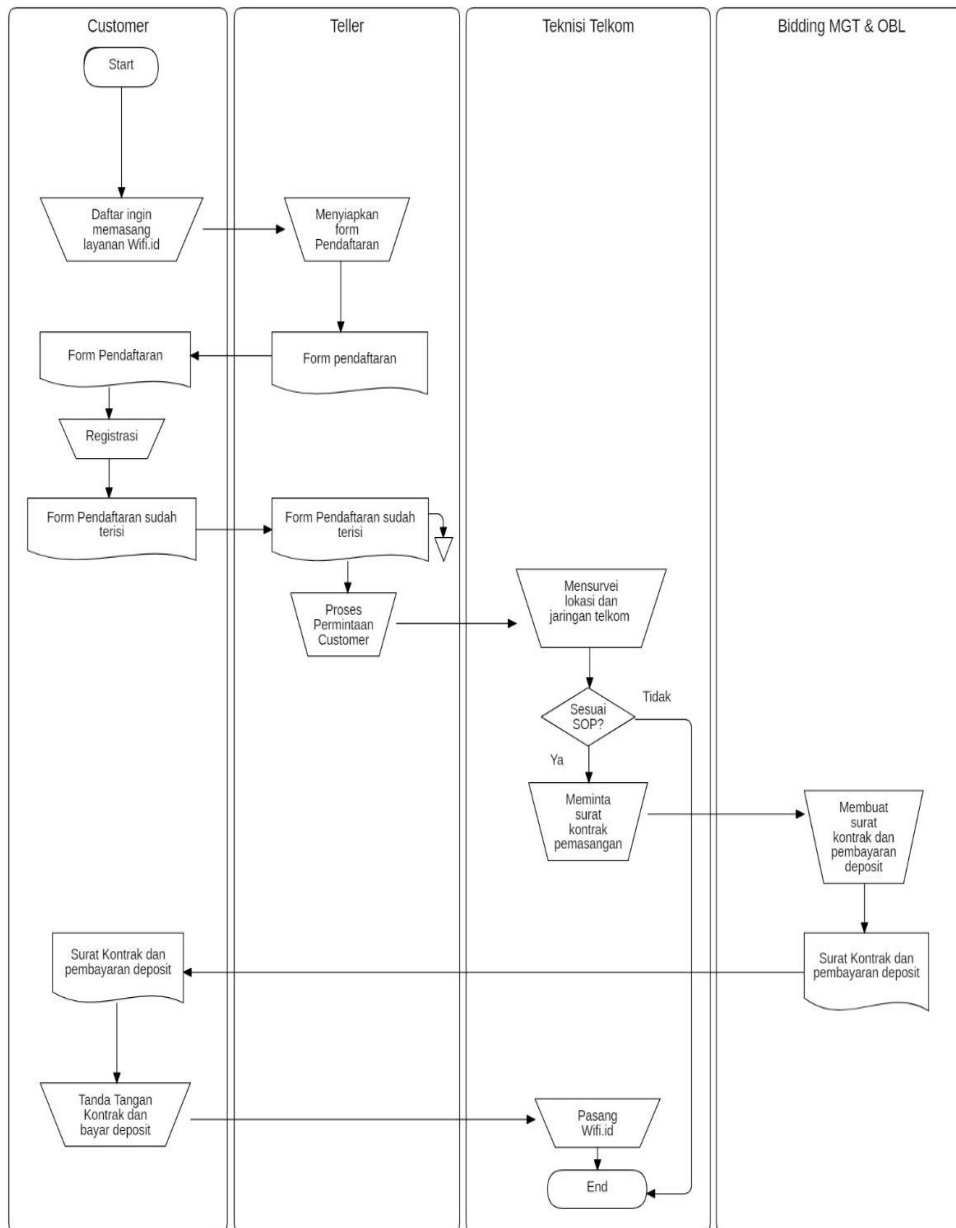 Customer
Teller
Teknisi Telkom
Bidding MGT & OBL
Start
Daftar ingin
memasang
layanan Wifi.id
Menyiapkan
form
Pendaftaran
Form Pendaftaran
Form pendaftaran
Registrasi
Form Pendaftaran sudah
terisi
Form Pendaftaran sudah
terisi
Proses
Permintaan
Customer
Mensurvei
lokasi dan
jaringan telkom
Sesuai
SOP?
Tidak
Ya
Meminta
surat
kontrak
pemasangan
Membuat
surat
kontrak dan
pembayaran
deposit
Surat Kontrak dan
pembayaran deposit
Surat Kontrak dan
pembayaran deposit
Tanda Tangan
Kontrak dan
bayar deposit
Pasang
Wifi.id
End